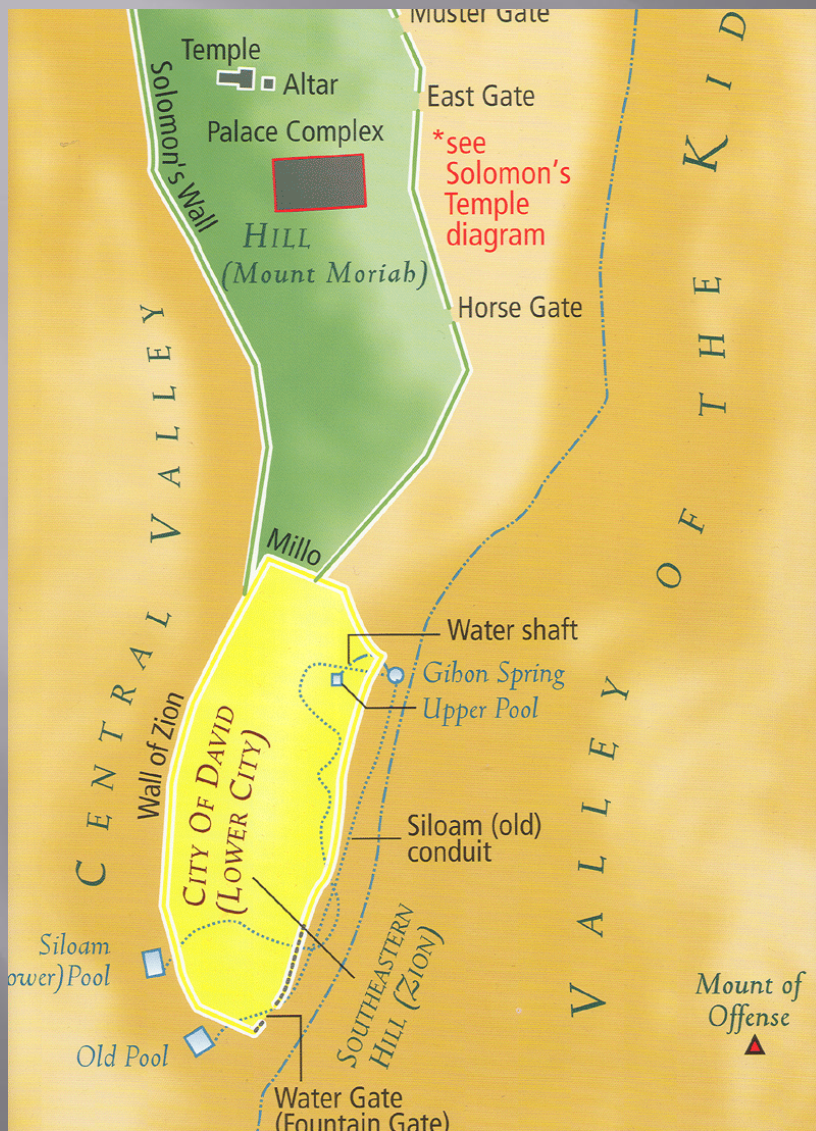 Muster Gate
Temple
Altar
East Gate
Solomon's Wall
Palace Complex
*see
Solomon's
Temple
diagram
HILL
(Mount Moriah)
Horse Gate
CENTRAL VALLEY
VALLEY OF THE KID
Millo
Water shaft
Gihon Spring
Upper Pool
Wall of Zion
CITY OF DAVID
(LOWER CITY)
Siloam (old)
conduit
Siloam
ower)Pool
SOUTHEASTERN
HILL (ZION)
Mount of
Offense
Old Pool
Water Gate
(Fountain Gate)